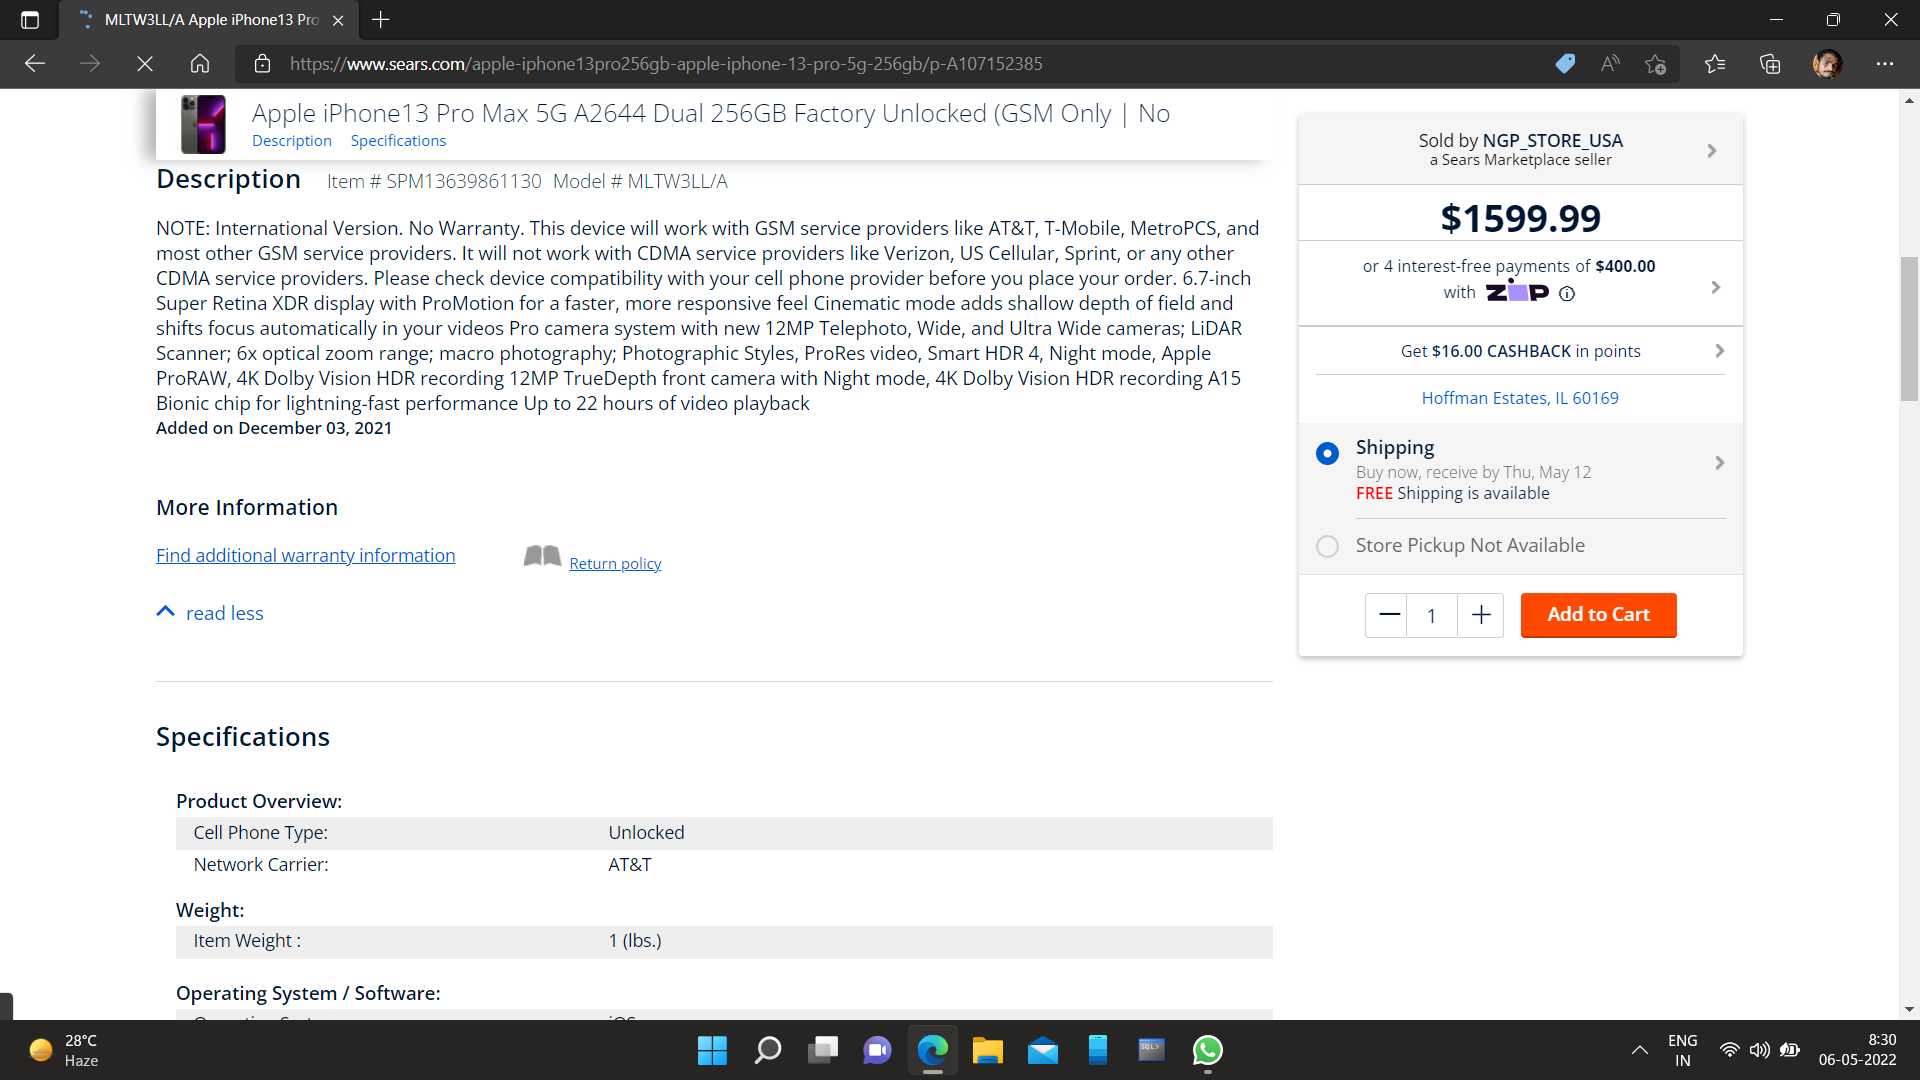 MLTW3LL/A Apple iPhone13 Pro
https://www.sears.com/apple-iphone13pro256gb-apple-iphone-13-pro-5g-256gb/p-A107152385
Apple iPhone13 Pro Max 5G A2644 Dual 256GB Factory Unlocked (GSM Only | No
Description Specifications
Description Item # SPM13639861130 Model # MLTW3LL/A
NOTE: International Version. No Warranty. This device will work with GSM service providers like AT&T, T-Mobile, MetroPCS, and
most other GSM service providers. It will not work with CDMA service providers like Verizon, US Cellular, Sprint, or any other
CDMA service providers. Please check device compatibility with your cell phone provider before you place your order. 6.7-inch
Super Retina XDR display with ProMotion for a faster, more responsive feel Cinematic mode adds shallow depth of field and
shifts focus automatically in your videos Pro camera system with new 12MP Telephoto, Wide, and Ultra Wide cameras; LiDAR
Scanner; 6x optical zoom range; macro photography; Photographic Styles, ProRes video, Smart HDR 4, Night mode, Apple
ProRAW, 4K Dolby Vision HDR recording 12MP TrueDepth front camera with Night mode, 4K Dolby Vision HDR recording A15
Bionic chip for lightning-fast performance Up to 22 hours of video playback
Added on December 03, 2021
More Information
Find additional warranty information
Return policy
read less
Specifications
Product Overview:
Cell Phone Type: Unlocked
Network Carrier: AT&T
Weight:
Item Weight : 1 (lbs.)
Operating System / Software:
Sold by NGP_STORE_USA
a Sears Marketplace seller
$1599.99
or 4 interest-free payments of $400.00
with ZIP
Get $16.00 CASHBACK in points
Hoffman Estates, IL 60169
Shipping
Buy now, receive by Thu, May 12
FREE Shipping is available
Store Pickup Not Available
1
Add to Cart
28°C
Haze
SQL>
ENG
IN
8:30
06-05-2022